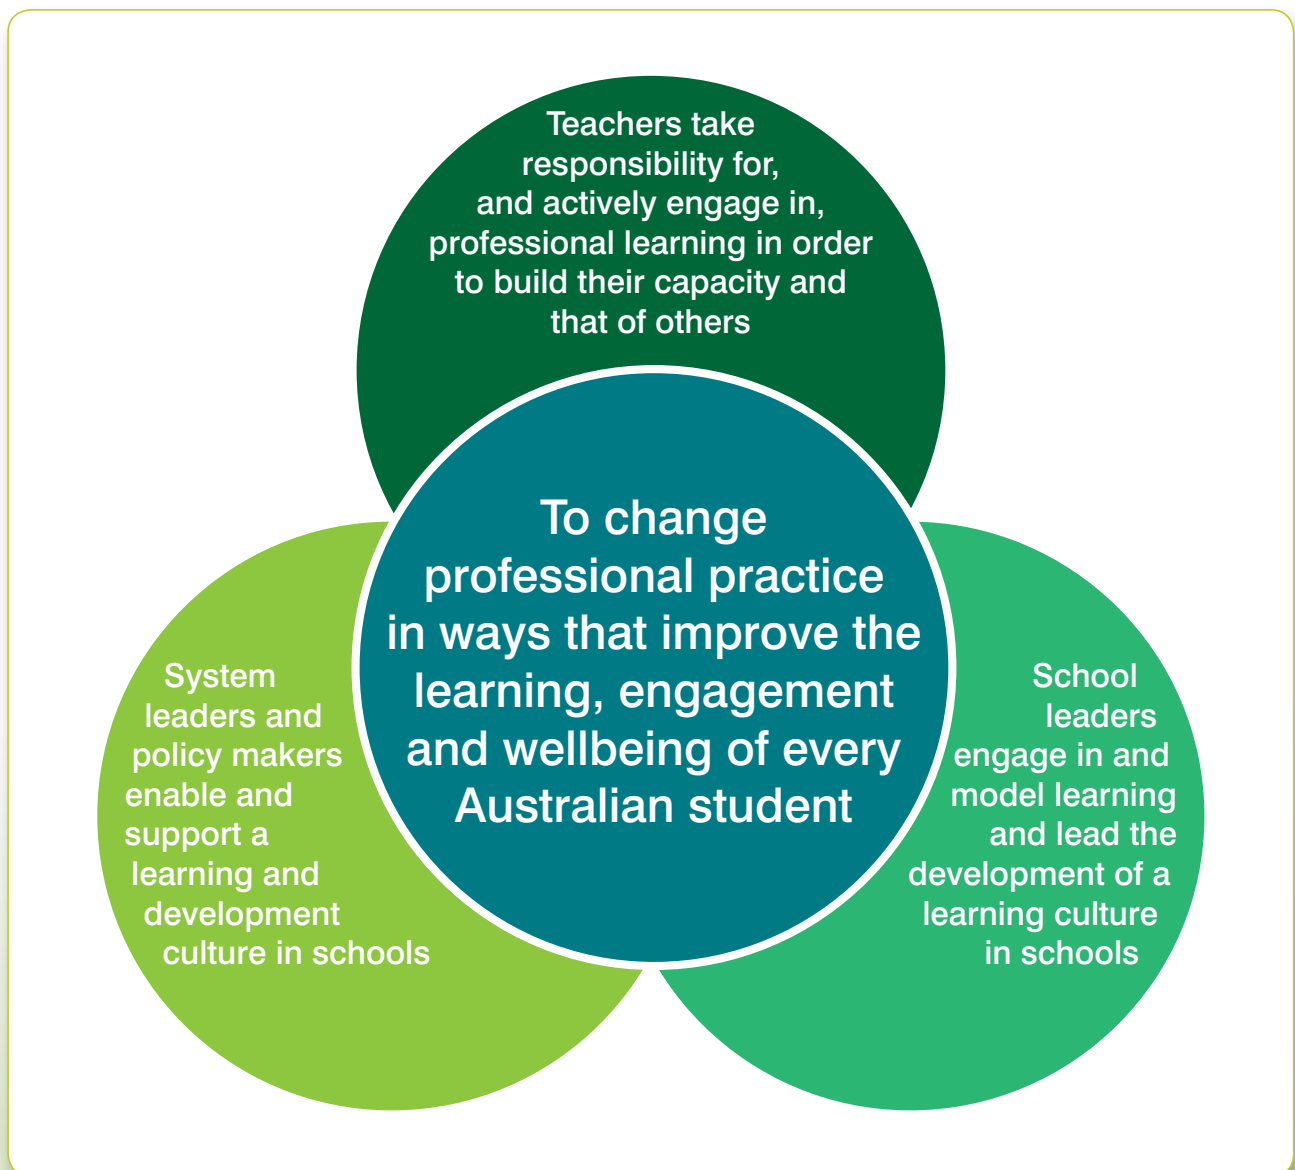 Teachers take
responsibility for,
and actively engage in,
professional learning in order
to build their capacity and
that of others
To change
professional practice
in ways that improve the
learning, engagement
and wellbeing of every
Australian student
System
leaders and
policy makers
enable and
support a
learning and
development
culture in schools
School
leaders
engage in and
model learning
and lead the
development of a
learning culture
in schools